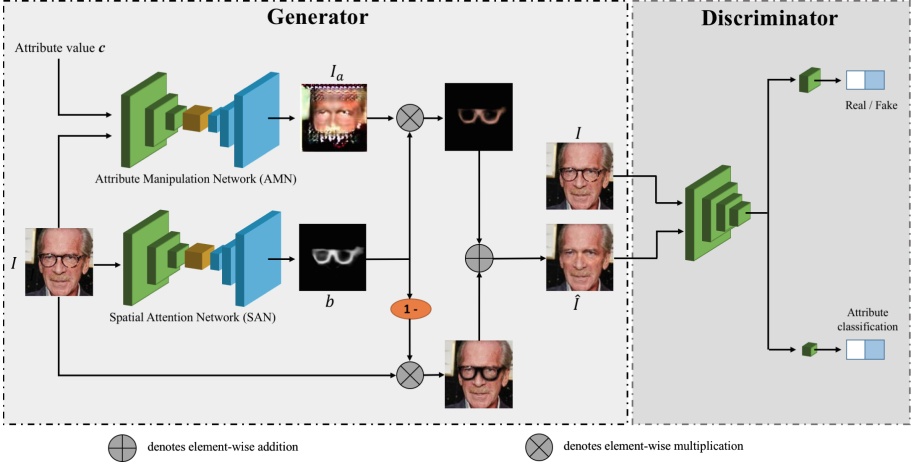 Generator
Discriminator
Attribute value c
I_a
Attribute Manipulation Network (AMN)
Real / Fake
I
I
b
Î
Spatial Attention Network (SAN)
1 -
Attribute
classification
denotes element-wise addition
denotes element-wise multiplication